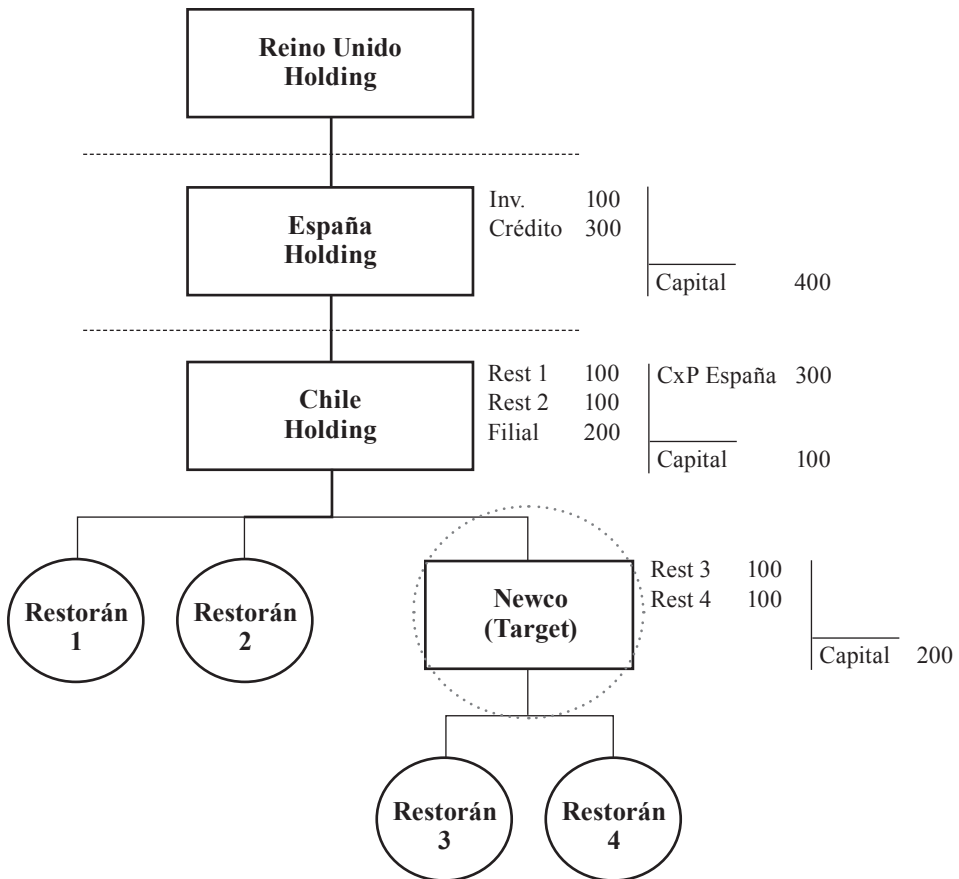 Reino Unido
Holding
España
Holding
Inv. 100
Crédito 300
Capital 400
Chile
Holding
Rest 1 100
Rest 2 100
Filial 200
CxP España 300
Capital 100
Restorán
1
Restorán
2
Newco
(Target)
Rest 3 100
Rest 4 100
Capital 200
Restorán
3
Restorán
4